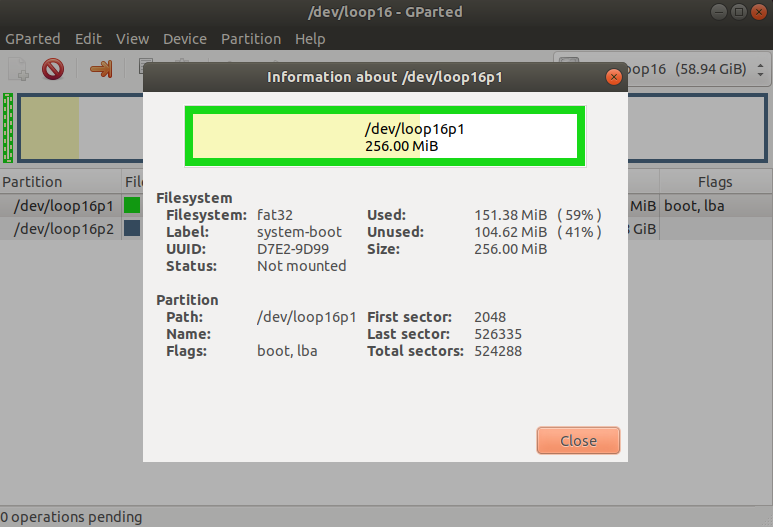 /dev/loop16 - GParted
GParted Edit View Device Partition Help
oop16 (58.94 GiB)
Information about /dev/loop16p1
/dev/loop16p1
256.00 MiB
Partition
Flags
/dev/loop16p1 MiB boot, lba
/dev/loop16p2 GiB
Filesystem
Filesystem: fat32 Used: 151.38 MiB ( 59% )
Label: system-boot Unused: 104.62 MiB ( 41% )
UUID: D7E2-9D99 Size: 256.00 MiB
Status: Not mounted
Partition
Path: /dev/loop16p1 First sector: 2048
Name: Last sector: 526335
Flags: boot, lba Total sectors: 524288
Close
0 operations pending